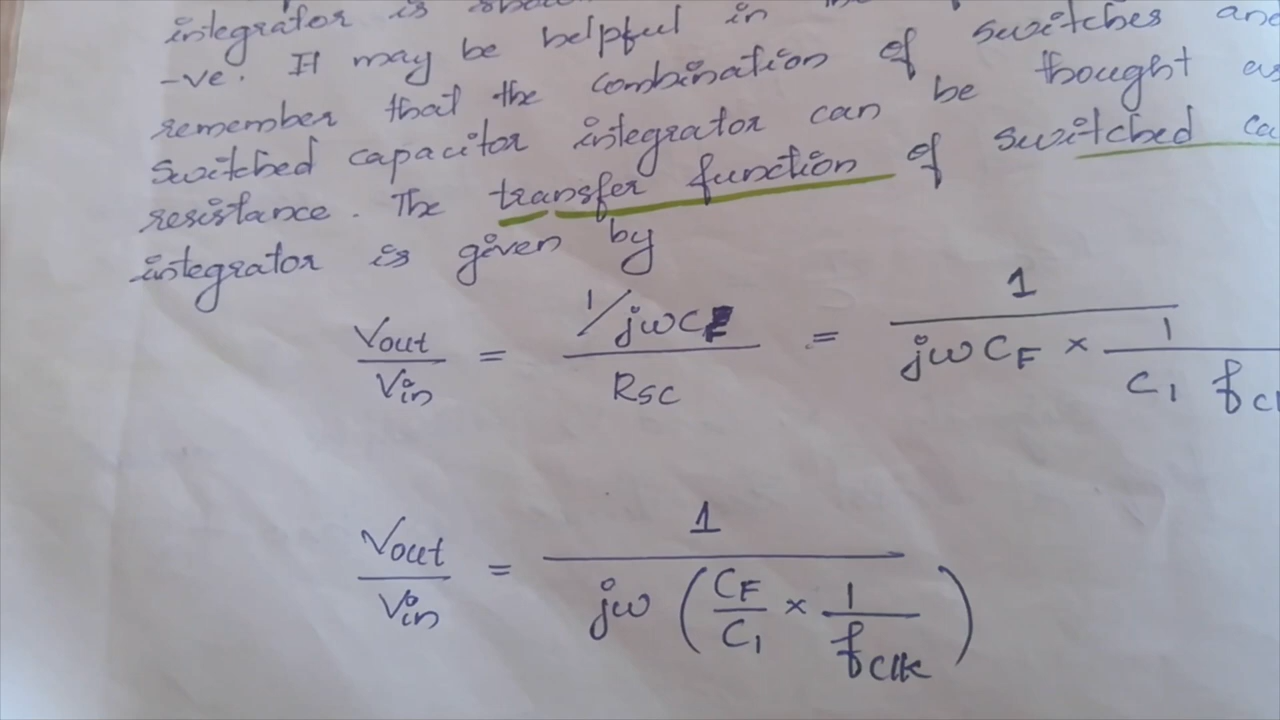 integrator is
-ve. It may be helpful in
remember that the combination of switches and
switched capacitor integrator can be thought as
resistance. The transfer function of switched ca
integrator is given by
Vout/Vin = (1/jωCF)/RSC = 1/(jωCF × 1/(C1 fCl
Vout/Vin = 1/(jω (CF/C1 × 1/fClk))